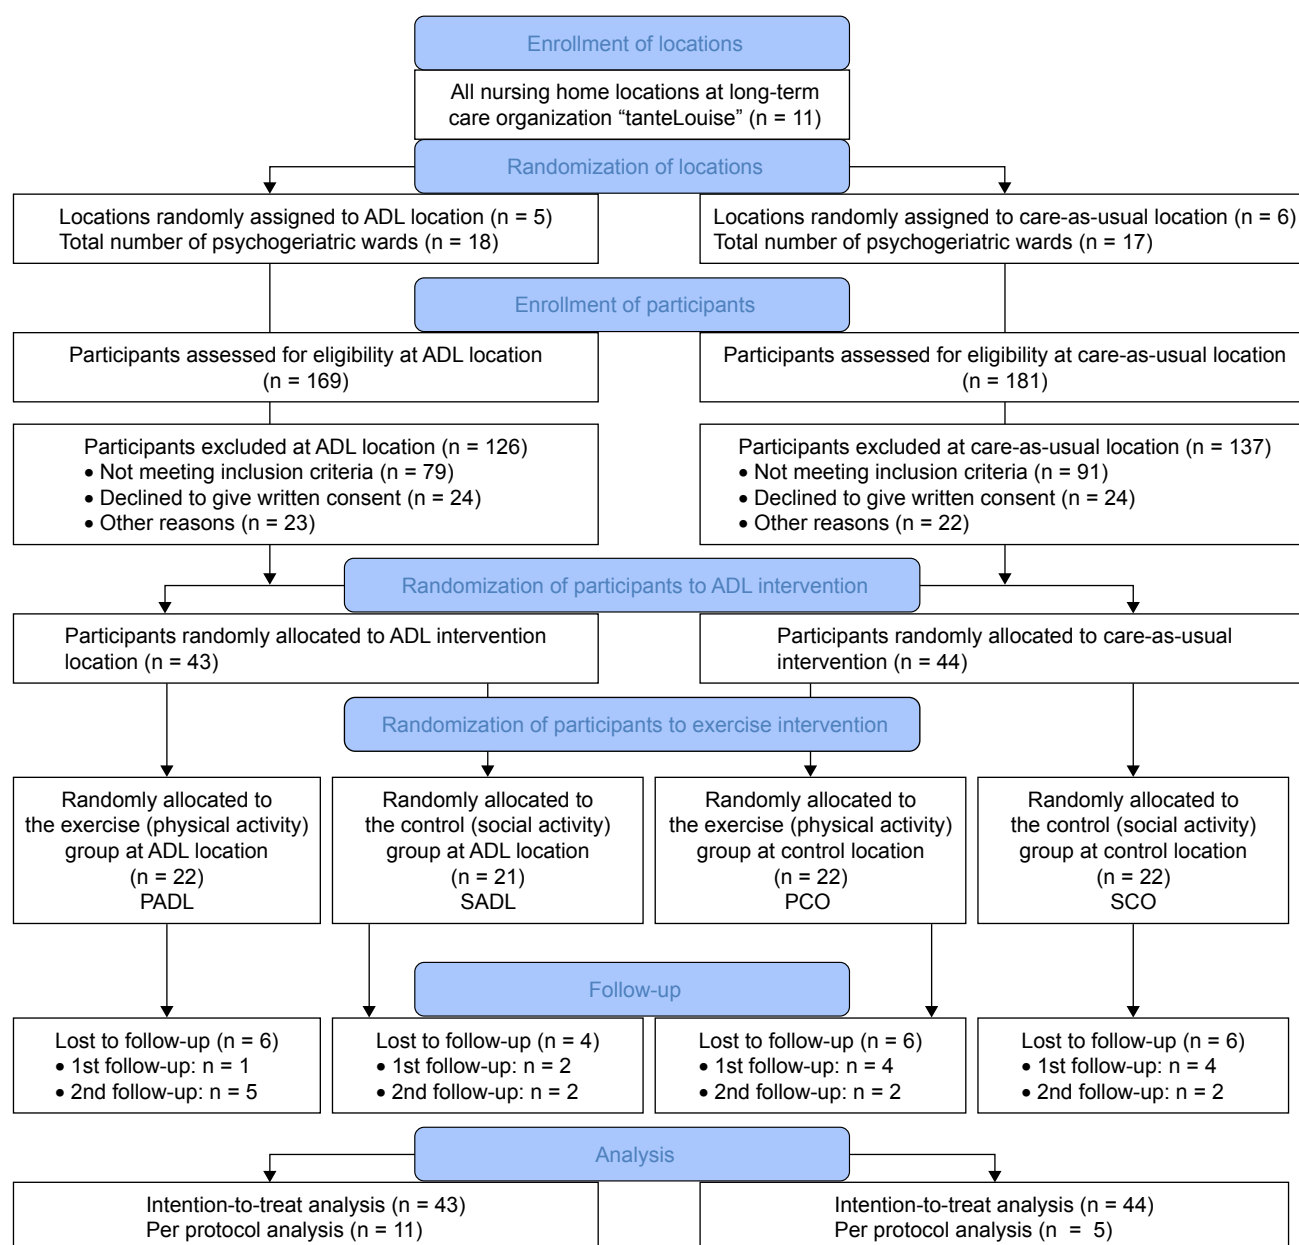 Enrollment of locations
All nursing home locations at long-term
care organization “tanteLouise” (n = 11)
Randomization of locations
Locations randomly assigned to ADL location (n = 5)
Total number of psychogeriatric wards (n = 18)
Locations randomly assigned to care-as-usual location (n = 6)
Total number of psychogeriatric wards (n = 17)
Enrollment of participants
Participants assessed for eligibility at ADL location
(n = 169)
Participants assessed for eligibility at care-as-usual location
(n = 181)
Participants excluded at ADL location (n = 126)
• Not meeting inclusion criteria (n = 79)
• Declined to give written consent (n = 24)
• Other reasons (n = 23)
Participants excluded at care-as-usual location (n = 137)
• Not meeting inclusion criteria (n = 91)
• Declined to give written consent (n = 24)
• Other reasons (n = 22)
Randomization of participants to ADL intervention
Participants randomly allocated to ADL intervention
location (n = 43)
Participants randomly allocated to care-as-usual
intervention (n = 44)
Randomization of participants to exercise intervention
Randomly allocated to
the exercise (physical activity)
group at ADL location
(n = 22)
PADL
Randomly allocated to
the control (social activity)
group at ADL location
(n = 21)
SADL
Randomly allocated to
the exercise (physical activity)
group at control location
(n = 22)
PCO
Randomly allocated to
the control (social activity)
group at control location
(n = 22)
SCO
Follow-up
Lost to follow-up (n = 6)
• 1st follow-up: n = 1
• 2nd follow-up: n = 5
Lost to follow-up (n = 4)
• 1st follow-up: n = 2
• 2nd follow-up: n = 2
Lost to follow-up (n = 6)
• 1st follow-up: n = 4
• 2nd follow-up: n = 2
Lost to follow-up (n = 6)
• 1st follow-up: n = 4
• 2nd follow-up: n = 2
Analysis
Intention-to-treat analysis (n = 43)
Per protocol analysis (n = 11)
Intention-to-treat analysis (n = 44)
Per protocol analysis (n = 5)